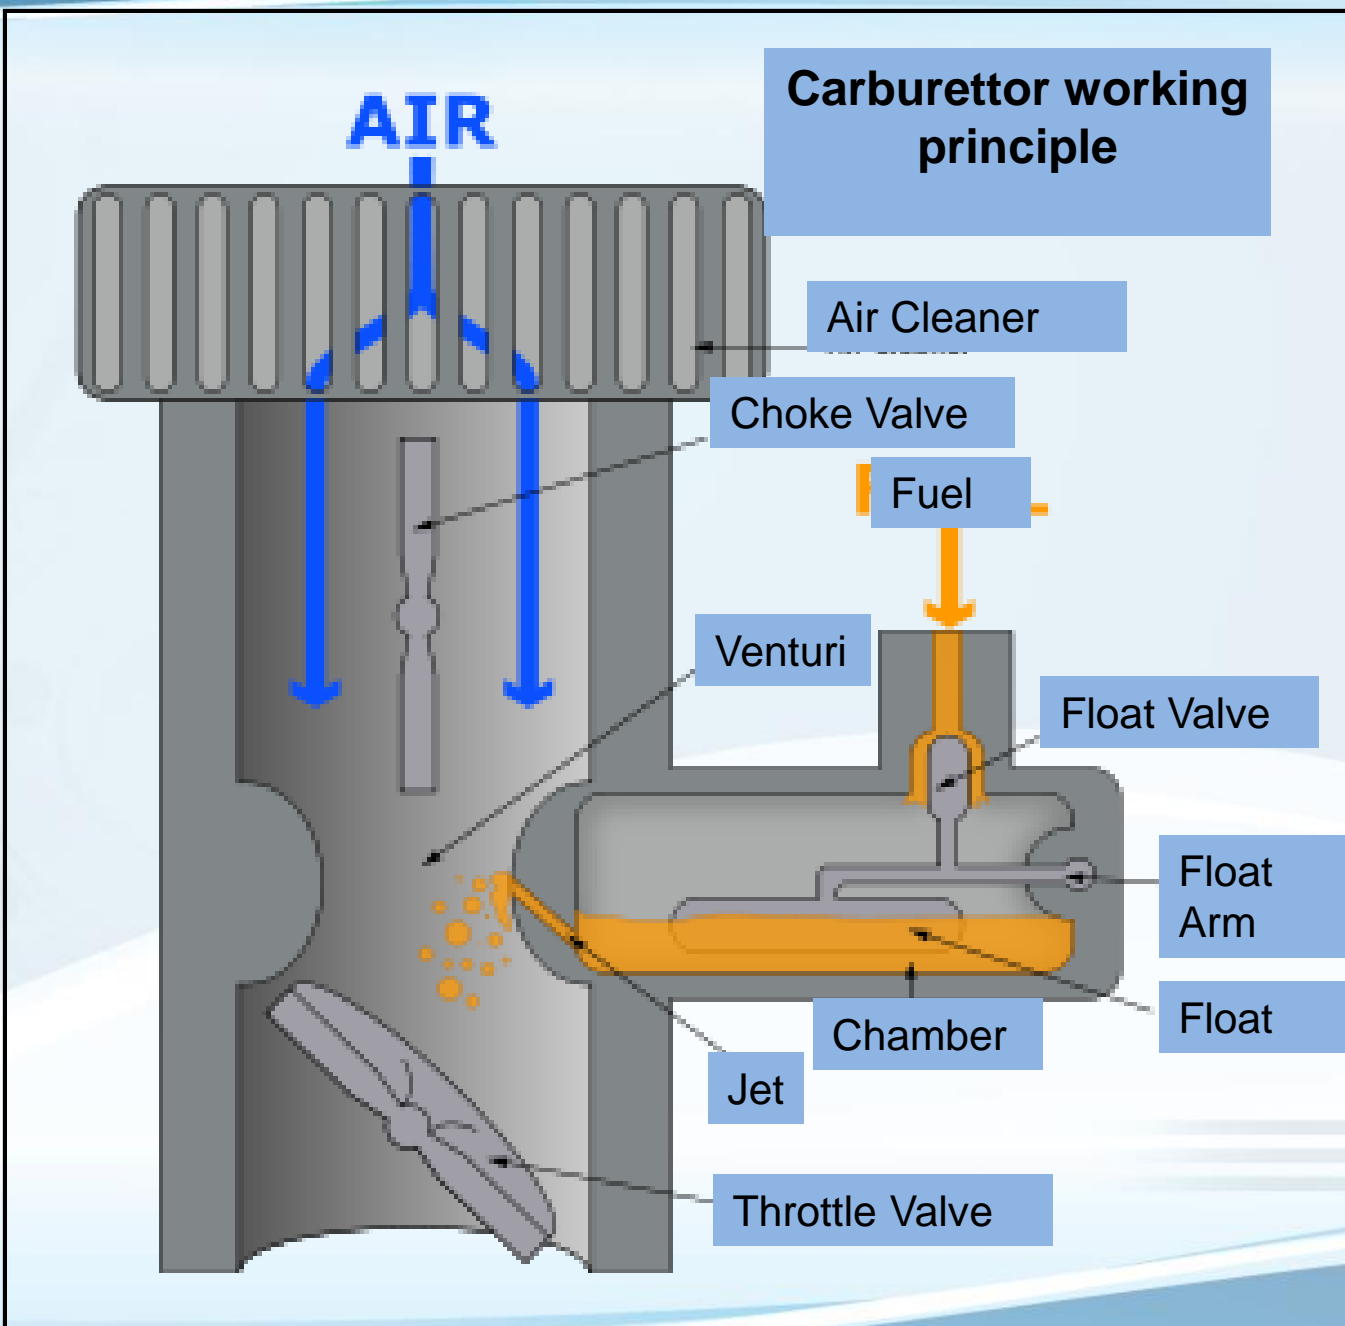 Carburettor working
principle
AIR
Air Cleaner
Choke Valve
Fuel
Venturi
Float Valve
Float
Arm
Float
Chamber
Jet
Throttle Valve